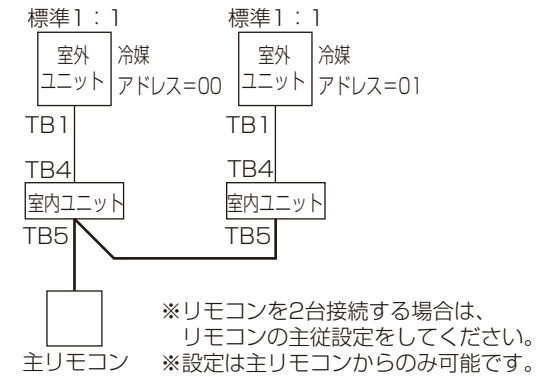 標準1：1
標準1：1
室外
ユニット
冷媒
アドレス=00
室外
ユニット
冷媒
アドレス=01
TB1
TB1
TB4
TB4
室内ユニット
室内ユニット
TB5
TB5
主リモコン
※リモコンを2台接続する場合は、
リモコンの主従設定をしてください。
※設定は主リモコンからのみ可能です。